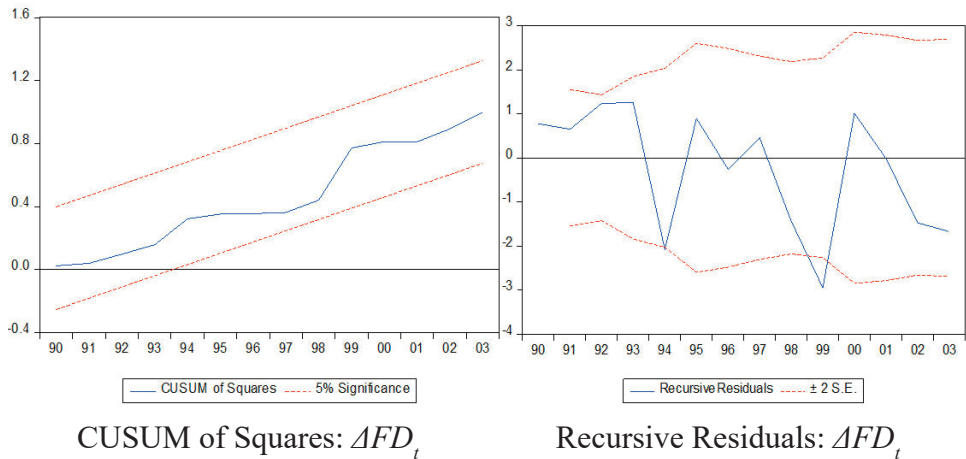 1.6
1.2
0.8
0.4
0.0
-0.4
90 91 92 93 94 95 96 97 98 99 00 01 02 03
CUSUM of Squares 5% Significance
CUSUM of Squares: ΔFDt
3
2
1
0
-1
-2
-3
-4
90 91 92 93 94 95 96 97 98 99 00 01 02 03
Recursive Residuals ± 2 S.E.
Recursive Residuals: ΔFDt